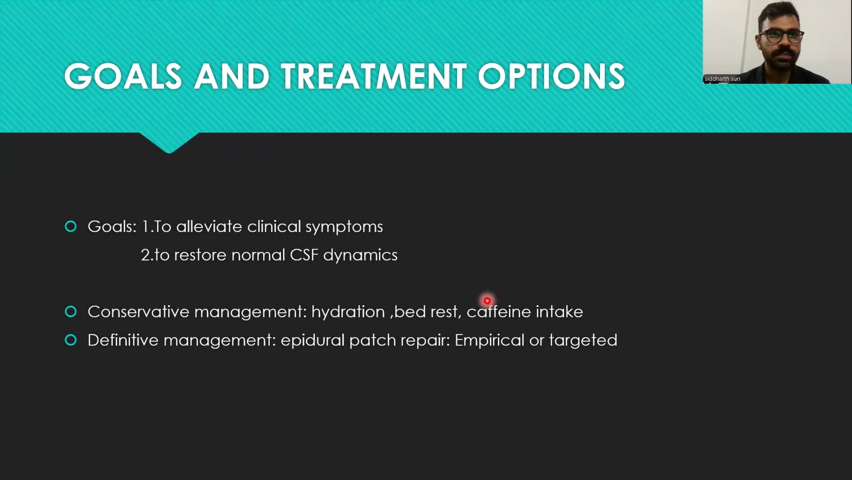 GOALS AND TREATMENT OPTIONS
siddharth suri
Goals: 1.To alleviate clinical symptoms
2.to restore normal CSF dynamics
Conservative management: hydration ,bed rest, caffeine intake
Definitive management: epidural patch repair: Empirical or targeted